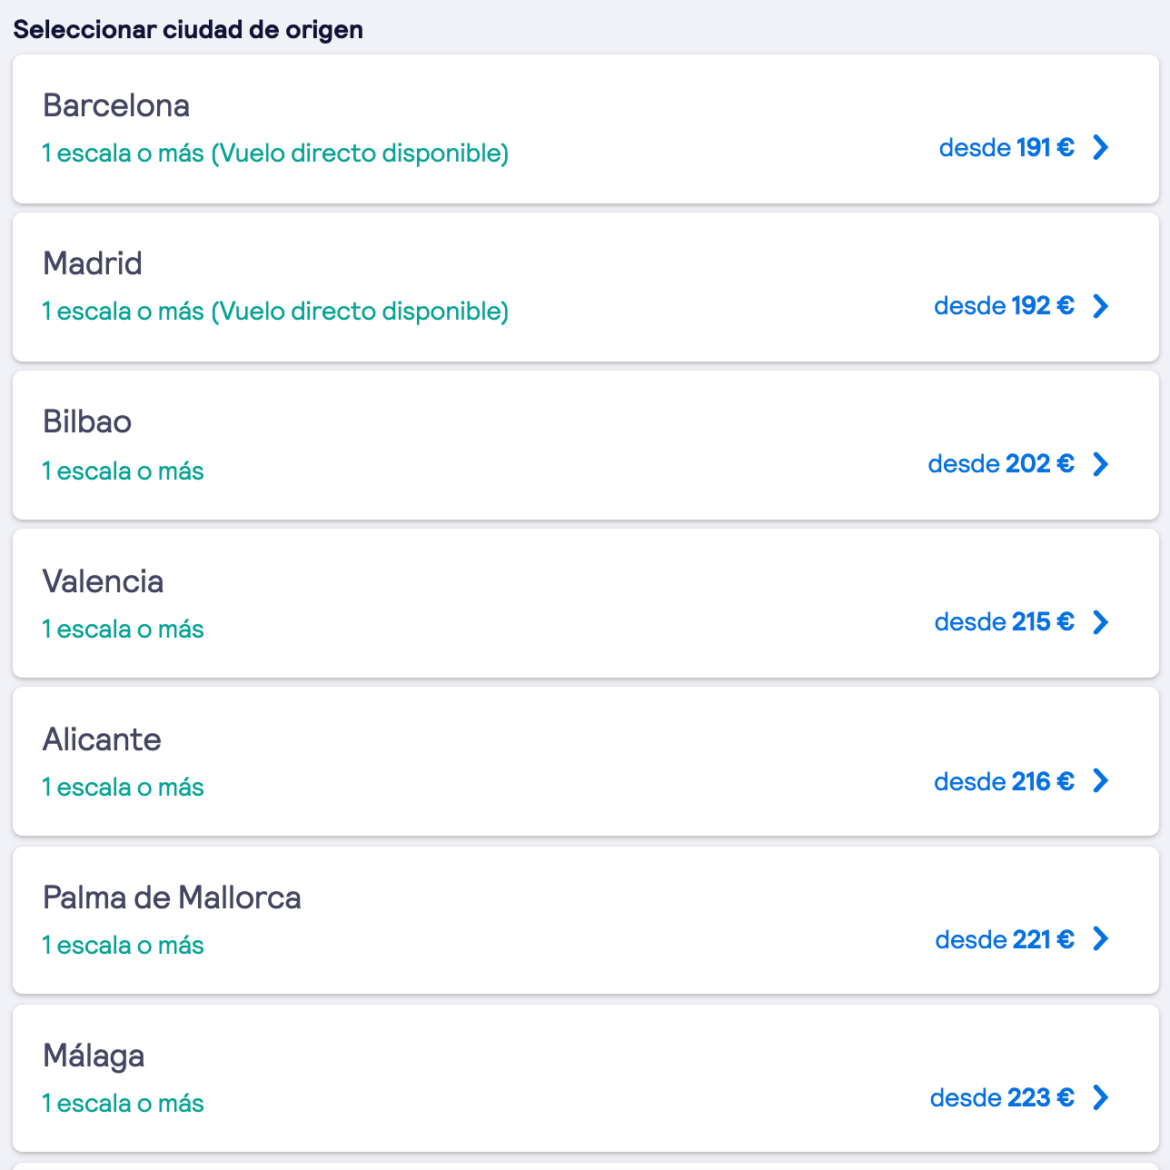 Seleccionar ciudad de origen
Barcelona
1 escala o más (Vuelo directo disponible)
desde 191 €
Madrid
1 escala o más (Vuelo directo disponible)
desde 192 €
Bilbao
1 escala o más
desde 202 €
Valencia
1 escala o más
desde 215 €
Alicante
1 escala o más
desde 216 €
Palma de Mallorca
1 escala o más
desde 221 €
Málaga
1 escala o más
desde 223 €